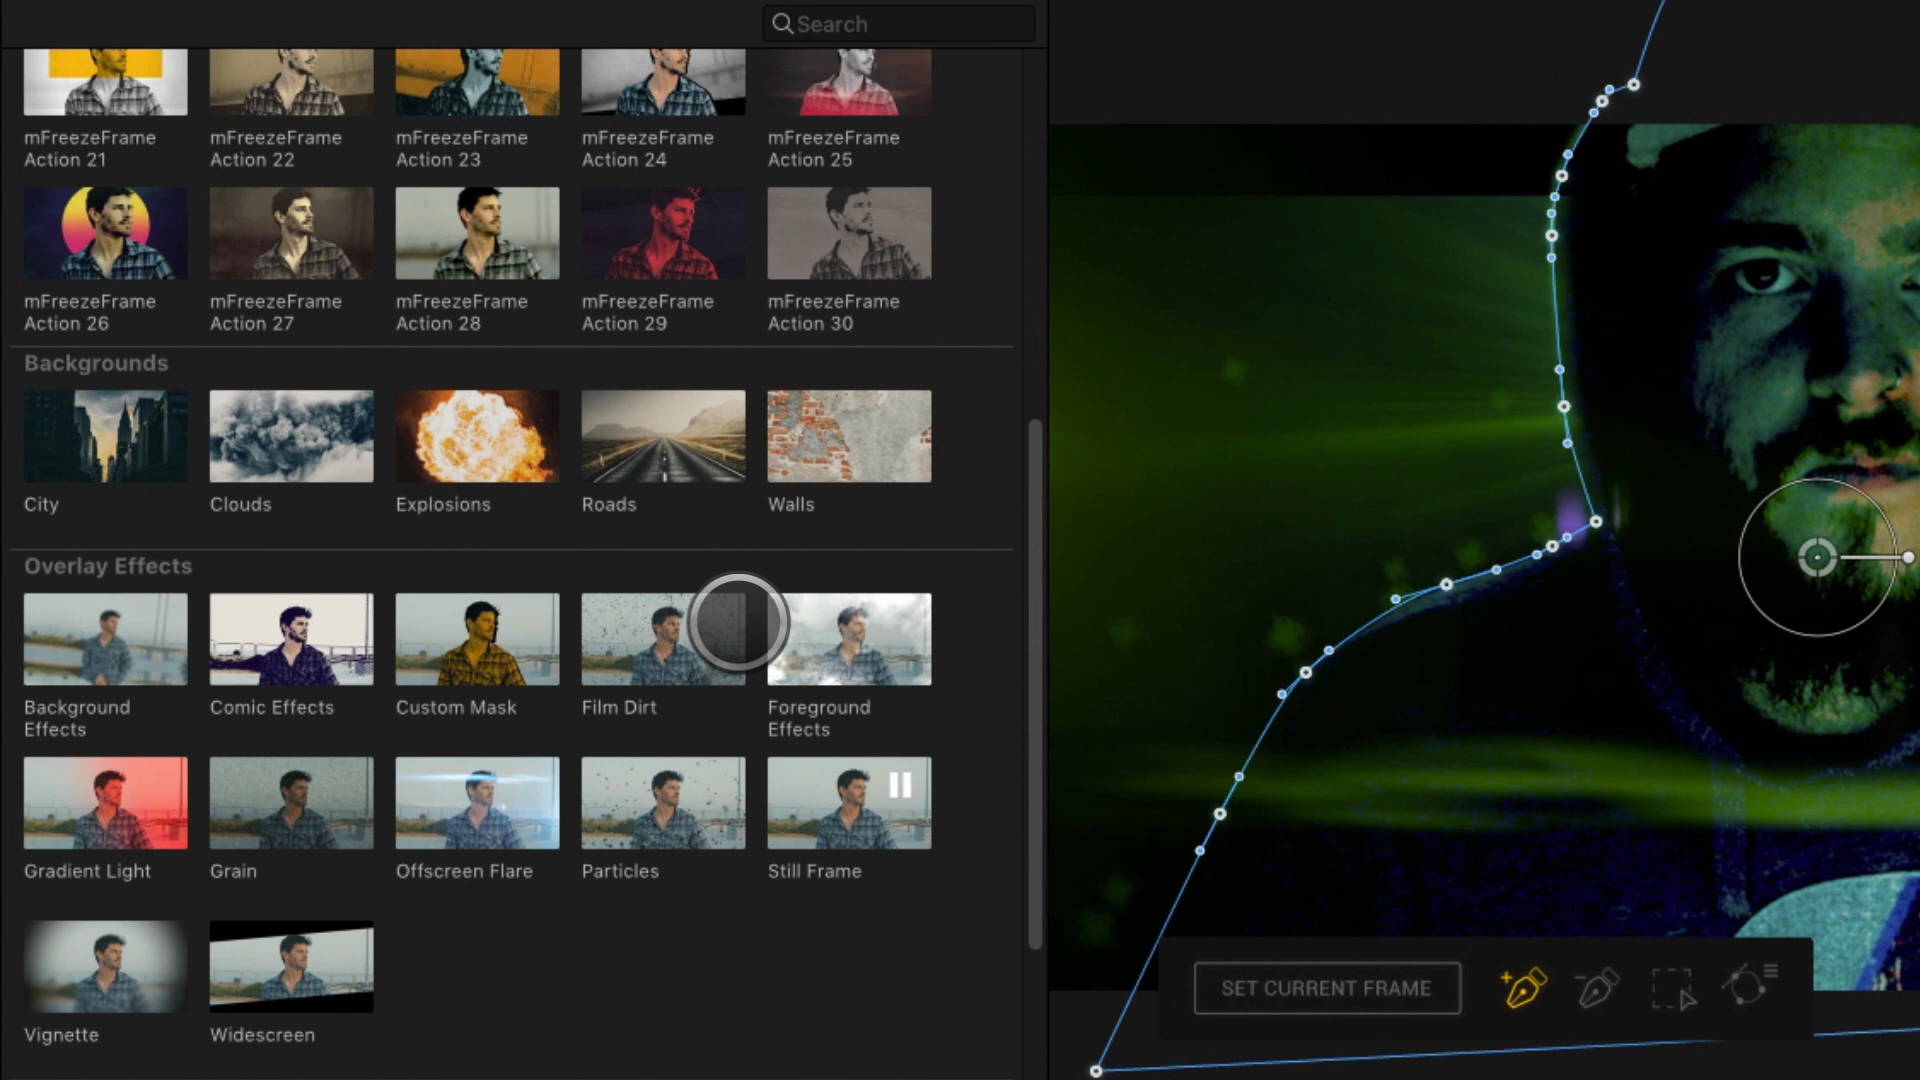 Search
mFreezeFrame
Action 21
mFreezeFrame
Action 22
mFreezeFrame
Action 23
mFreezeFrame
Action 24
mFreezeFrame
Action 25
mFreezeFrame
Action 26
mFreezeFrame
Action 27
mFreezeFrame
Action 28
mFreezeFrame
Action 29
mFreezeFrame
Action 30
Backgrounds
City
Clouds
Explosions
Roads
Walls
Overlay Effects
Background
Effects
Comic Effects
Custom Mask
Film Dirt
Foreground
Effects
Gradient Light
Grain
Offscreen Flare
Particles
Still Frame
Vignette
Widescreen
SET CURRENT FRAME